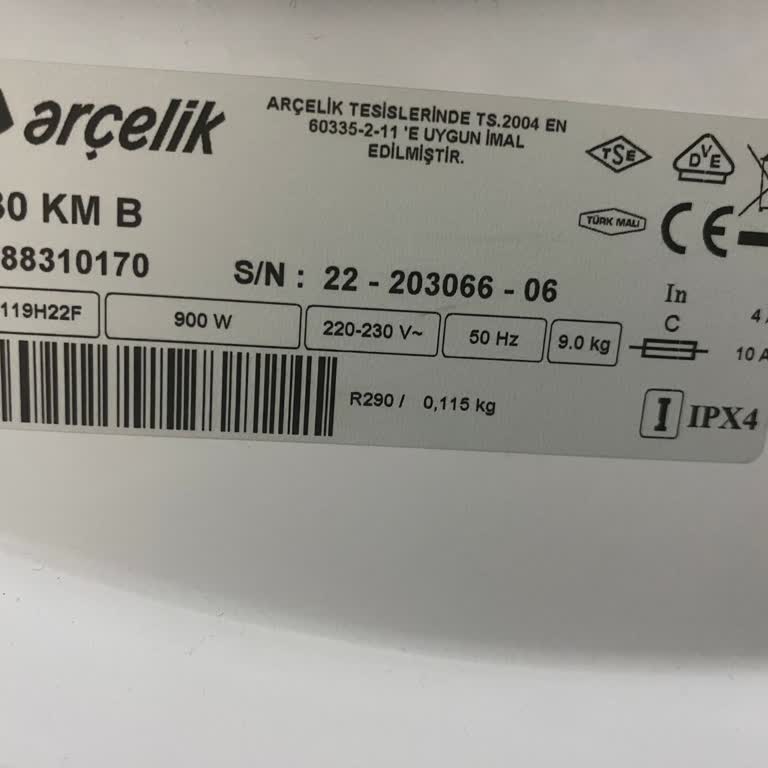 arçelik
ARÇELİK TESİSLERİNDE TS.2004 EN
60335-2-11 'E UYGUN İMAL
EDİLMİŞTİR.
TSE
DVE
TÜRK MALI
CE
KM B
88310170
S/N : 22 - 203066 - 06
119H22F
900 W
220-230 V~
50 Hz
9.0 kg
In
C
4
10 A
R290 / 0,115 kg
IPX4